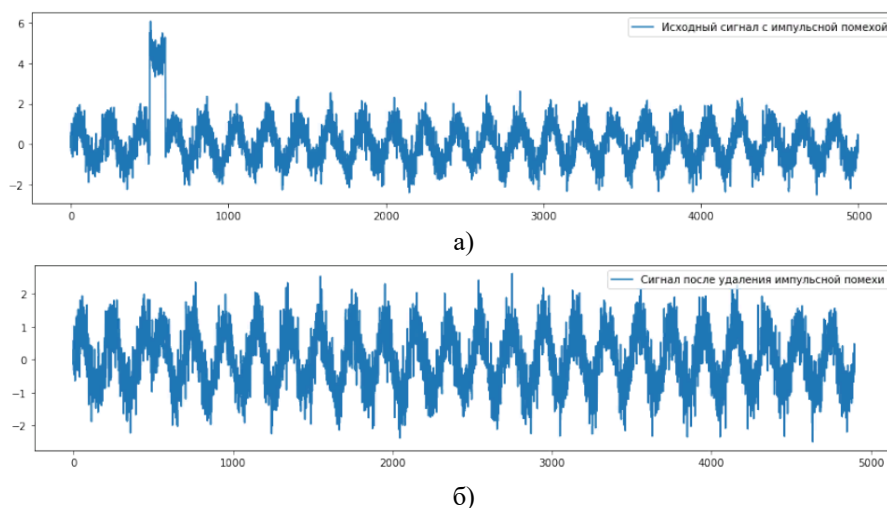 6
4
2
0
−2
Исходный сигнал с импульсной помехой
0 1000 2000 3000 4000 5000
а)
2
1
0
−1
−2
Сигнал после удаления импульсной помехи
0 1000 2000 3000 4000 5000
б)